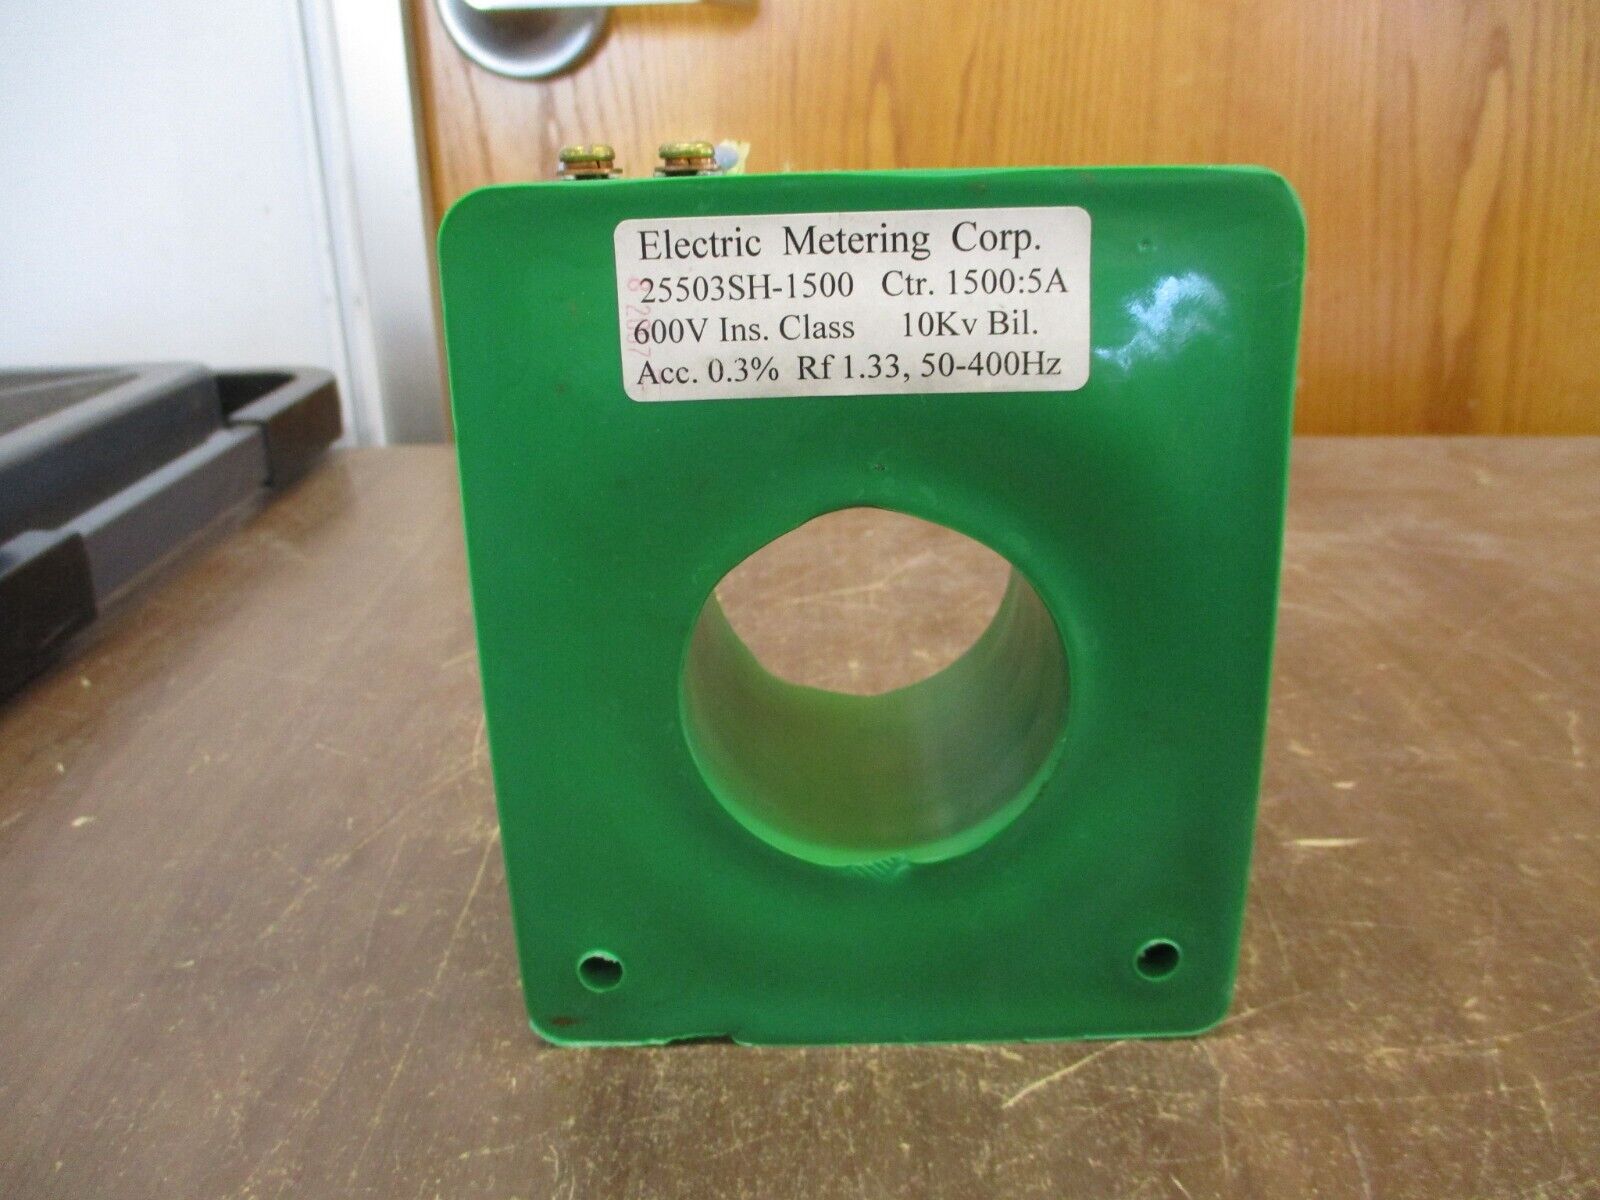 Electric Metering Corp.
25503SH-1500 Ctr. 1500:5A
600V Ins. Class 10Kv Bil.
Acc. 0.3% Rf 1.33, 50-400Hz